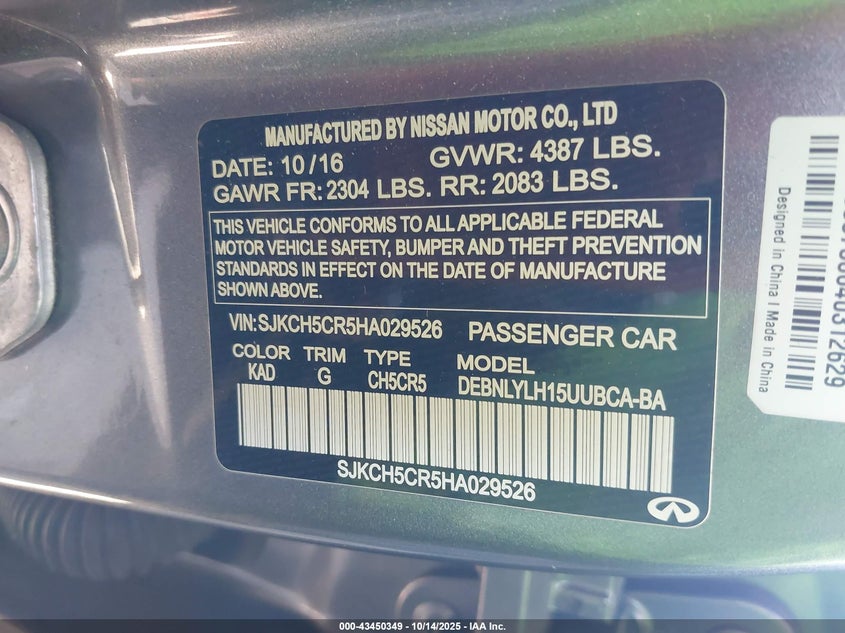 MANUFACTURED BY NISSAN MOTOR CO., LTD
DATE: 10/16 GVWR: 4387 LBS.
GAWR FR: 2304 LBS. RR: 2083 LBS.
THIS VEHICLE CONFORMS TO ALL APPLICABLE FEDERAL
MOTOR VEHICLE SAFETY, BUMPER AND THEFT PREVENTION
STANDARDS IN EFFECT ON THE DATE OF MANUFACTURE
SHOWN ABOVE.
VIN: SJKCH5CR5HA029526 PASSENGER CAR
COLOR TRIM TYPE MODEL
KAD G CH5CR5 DEBNLYLH15UUBCA-BA
SJKCH5CR5HA029526
Designed in China | Made in China
000-43450349 - 10/14/2025 - IAA Inc.